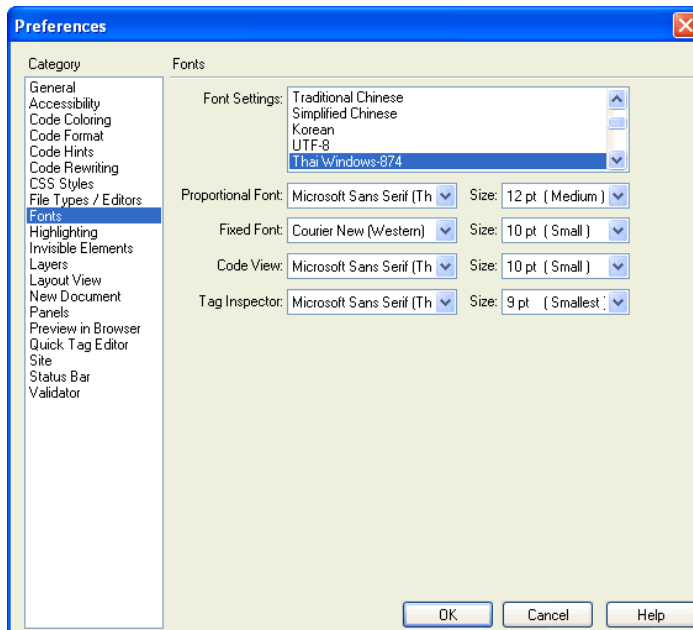 Preferences
Category
General
Accessibility
Code Coloring
Code Format
Code Hints
Code Rewriting
CSS Styles
File Types / Editors
Fonts
Highlighting
Invisible Elements
Layers
Layout View
New Document
Panels
Preview in Browser
Quick Tag Editor
Site
Status Bar
Validator
Fonts
Font Settings:
Traditional Chinese
Simplified Chinese
Korean
UTF-8
Thai Windows-874
Proportional Font: Microsoft Sans Serif (Th Size: 12 pt ( Medium )
Fixed Font: Courier New (Western) Size: 10 pt ( Small )
Code View: Microsoft Sans Serif (Th Size: 10 pt ( Small )
Tag Inspector: Microsoft Sans Serif (Th Size: 9 pt ( Smallest )
OK Cancel Help